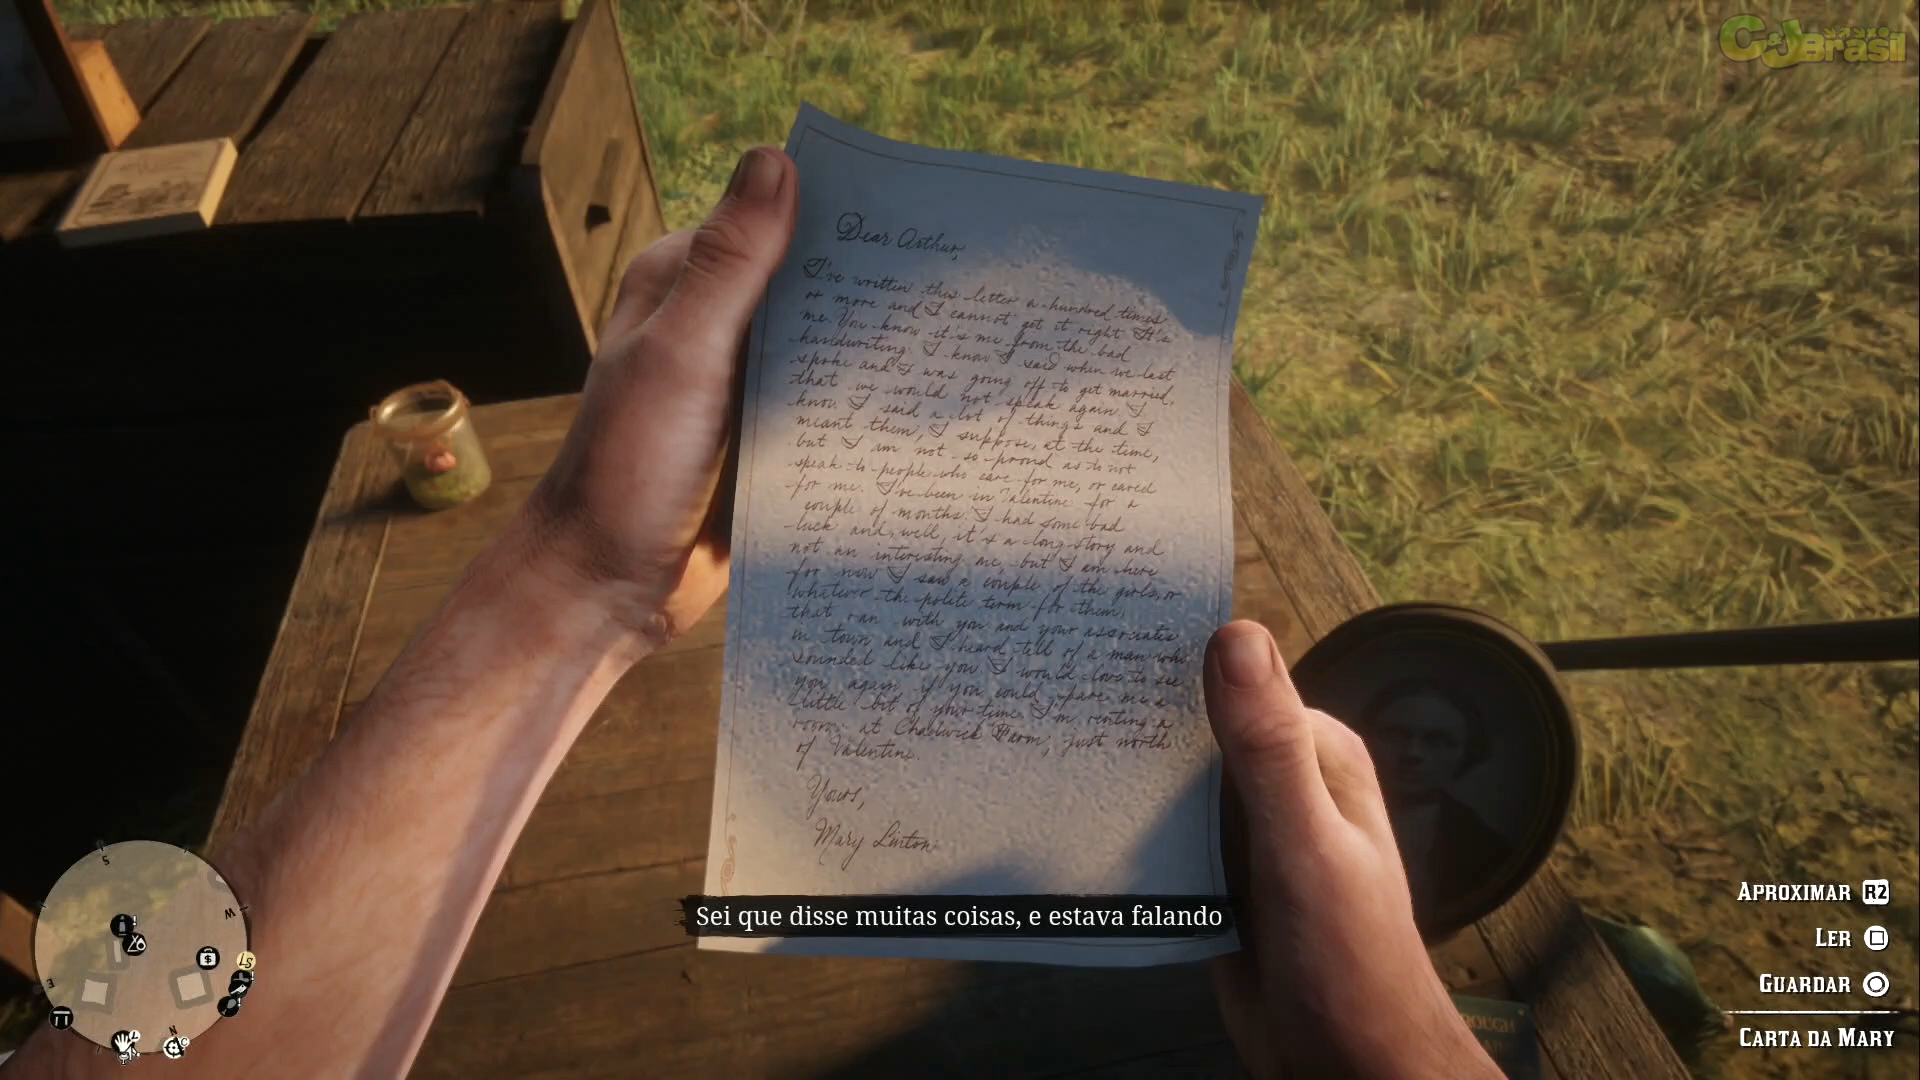 C&J Brasil
Dear Arthur,
I've written this letter a hundred times
or more and I cannot get it right. It's
me. You know it's me from the bad
handwriting. I know I said when we last
spoke and I was going off to get married,
that we would not speak again. I
know I said a lot of things and I
meant them, I suppose, at the time,
but I am not so proud as to not
speak to people who care for me, or cared
for me. I've been in Valentine for a
couple of months. I had some bad
luck and, well, it is a long story and
not an interesting one, but I am here
for now. I saw a couple of the girls, or
whatever the polite term for them,
that ran with you and your associates
in town and I heard tell of a man who
sounded like you. I would love to see
you again if you could spare me a
little bit of your time. I'm renting a
room at Chadwick Farm, just north
of Valentine.
Yours,
Mary Linton
Sei que disse muitas coisas, e estava falando
APROXIMAR R2
LER
GUARDAR
CARTA DA MARY
S
W
E
N
LS
$